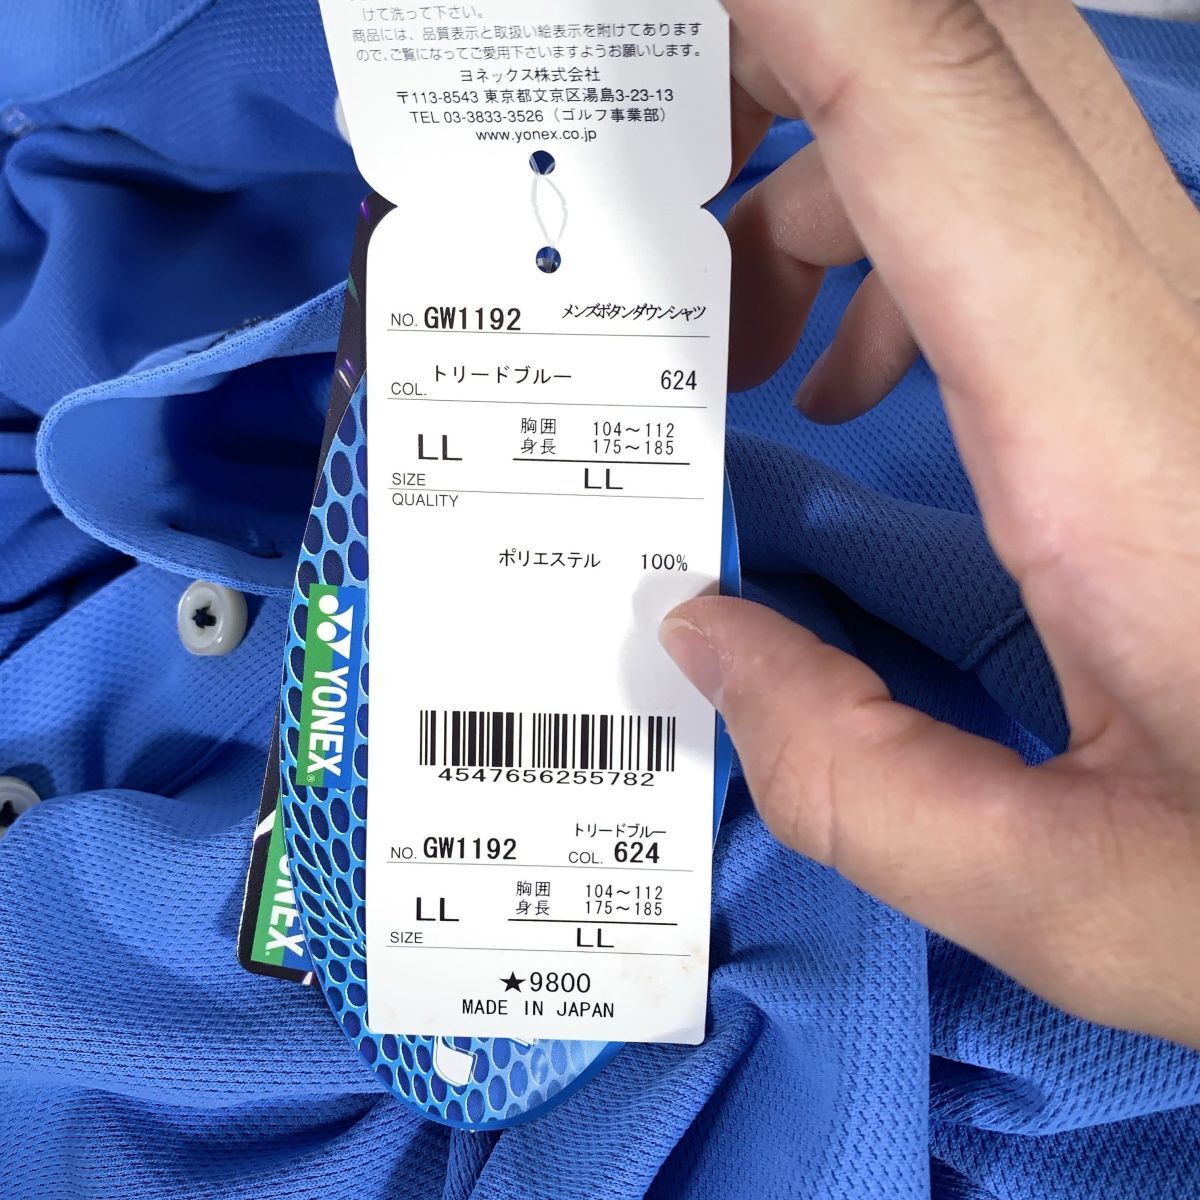 けて洗って下さい。
商品には、品質表示と取扱い絵表示を附けてあります
ので、ご覧になってご愛用下さいますようお願いします。
ヨネックス株式会社
〒113-8543 東京都文京区湯島3-23-13
TEL 03-3833-3526（ゴルフ事業部）
www.yonex.co.jp
NO. GW1192 メンズボタンダウンシャツ
COL. トリードブルー 624
胸囲 104～112
LL 身長 175～185
SIZE LL
QUALITY
ポリエステル 100%
YONEX®
4547656255782
トリードブルー
NO. GW1192 COL. 624
胸囲 104～112
LL 身長 175～185
SIZE LL
★9800
MADE IN JAPAN
ONEX®